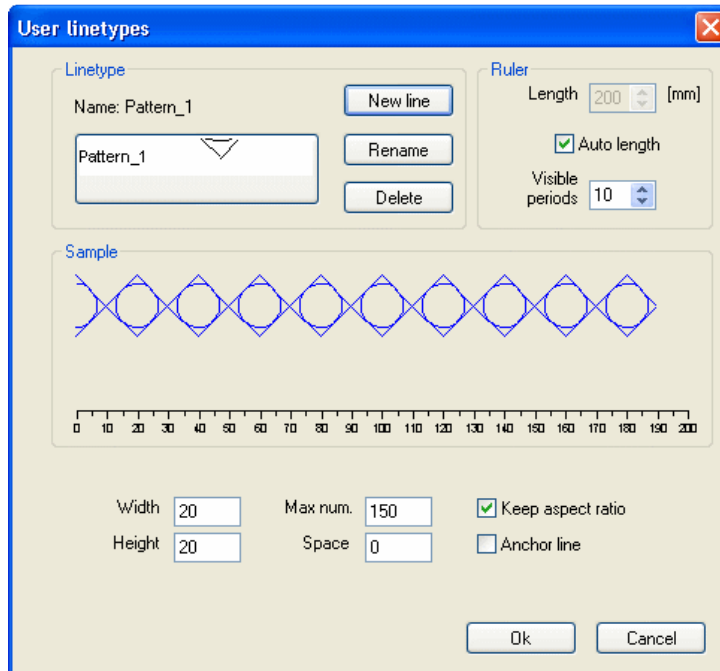 User linetypes
Linetype
Name: Pattern_1
Pattern_1
New line
Rename
Delete
Ruler
Length 200 [mm]
Auto length
Visible periods 10
Sample
0 10 20 30 40 50 60 70 80 90 100 110 120 130 140 150 160 170 180 190 200
Width 20 Max num. 150 Keep aspect ratio
Height 20 Space 0 Anchor line
Ok Cancel